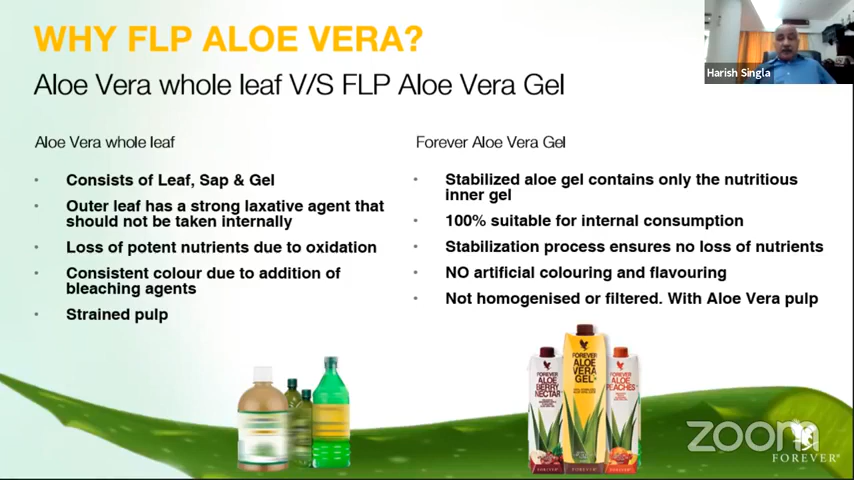 WHY FLP ALOE VERA?
Harish Singla
Aloe Vera whole leaf V/S FLP Aloe Vera Gel
Aloe Vera whole leaf
• Consists of Leaf, Sap & Gel
• Outer leaf has a strong laxative agent that
should not be taken internally
• Loss of potent nutrients due to oxidation
• Consistent colour due to addition of
bleaching agents
• Strained pulp
Forever Aloe Vera Gel
• Stabilized aloe gel contains only the nutritious
inner gel
• 100% suitable for internal consumption
• Stabilization process ensures no loss of nutrients
• NO artificial colouring and flavouring
• Not homogenised or filtered. With Aloe Vera pulp
FOREVER
ALOE
BERRY
NECTAR
FOREVER
FOREVER
ALOE
VERA
GEL
FOREVER
FOREVER
ALOE
PEACHES
FOREVER
zoom
FOREVER